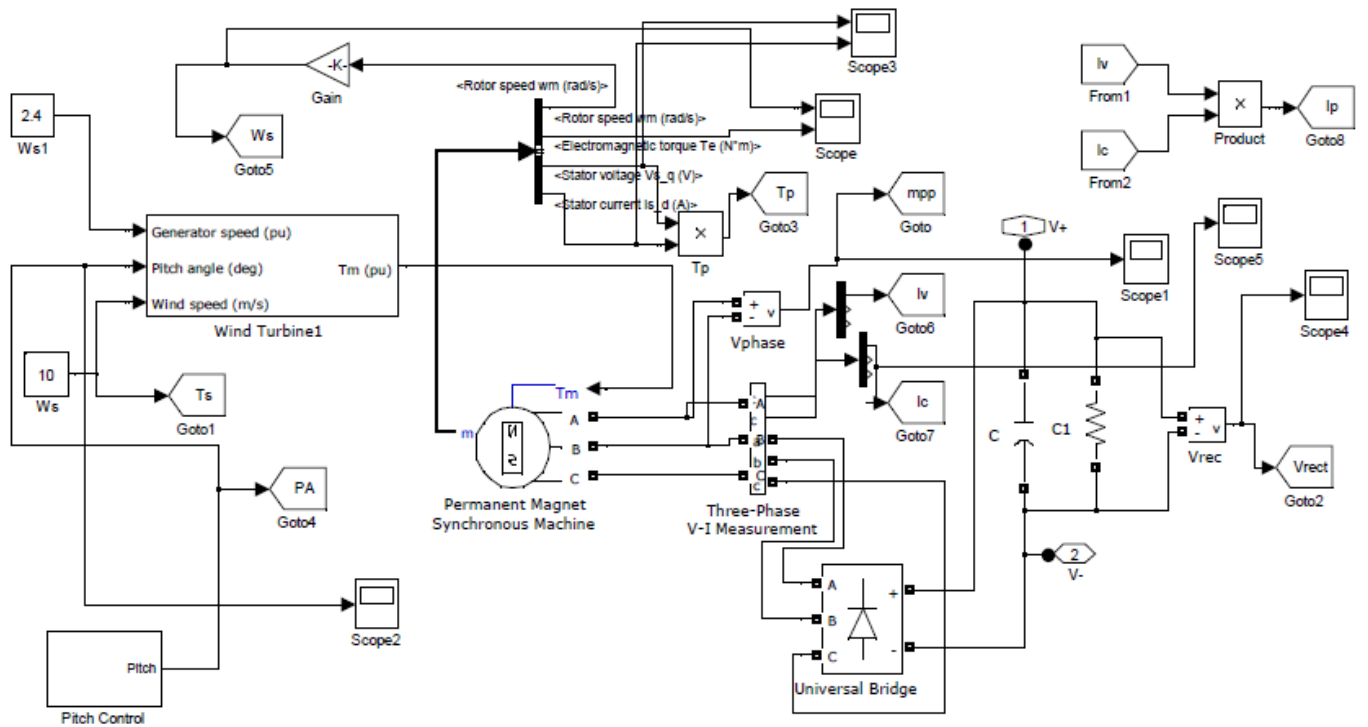 <Rotor speed wm (rad/s)>
-K-
Gain
Scope3
2.4
Ws1
Ws
Goto5
<Rotor speed wm (rad/s)>
<Electromagnetic torque Te (N*m)>
<Stator voltage Vs_q (V)>
<Stator current is_d (A)>
Scope
Iv
From1
Ic
From2
×
Product
Ip
Goto8
Generator speed (pu)
Pitch angle (deg)
Wind speed (m/s)
Tm (pu)
Wind Turbine1
×
Tp
Tp
Goto3
mpp
Goto
1
V+
Scope1
Scope5
Scope4
10
Ws
Ts
Goto1
+
-
v
Vphase
Iv
Goto6
Ic
Goto7
Tm
m
N
S
A
B
C
Permanent Magnet
Synchronous Machine
A
a
B
b
C
c
Three-Phase
V-I Measurement
C
C1
+
-
v
Vrec
Vrect
Goto2
PA
Goto4
2
V-
A
B
C
+
-
Universal Bridge
Scope2
Pitch
Pitch Control